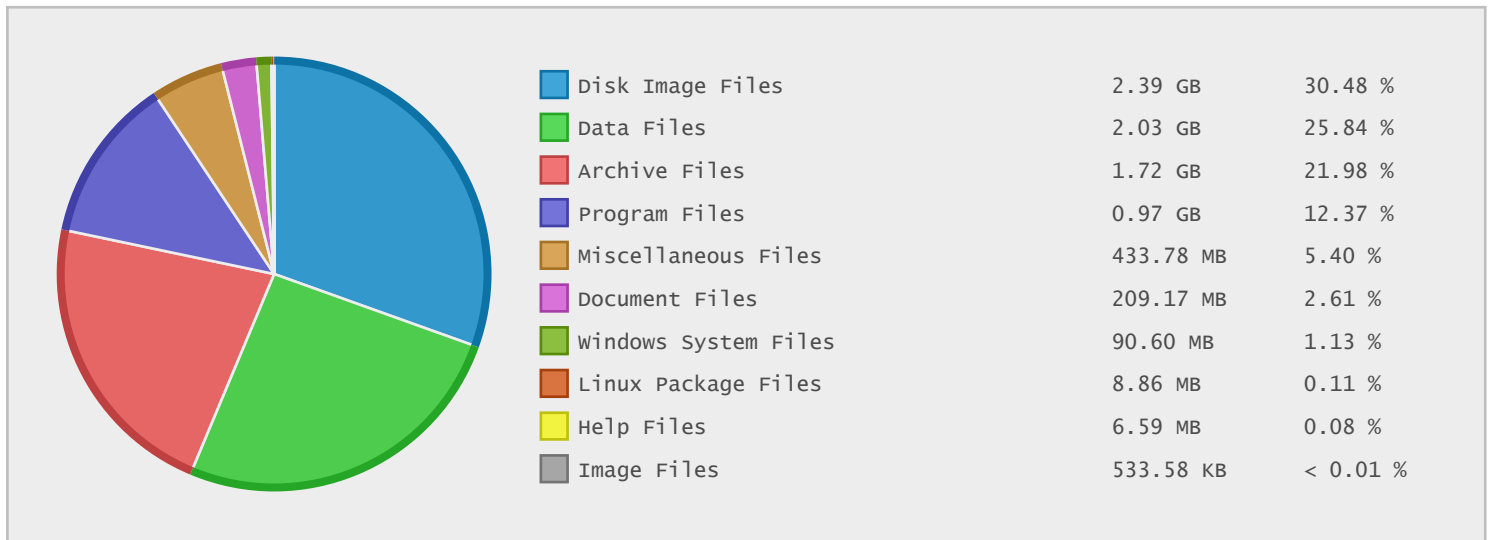 Disk Image Files 2.39 GB 30.48 %
Data Files 2.03 GB 25.84 %
Archive Files 1.72 GB 21.98 %
Program Files 0.97 GB 12.37 %
Miscellaneous Files 433.78 MB 5.40 %
Document Files 209.17 MB 2.61 %
Windows System Files 90.60 MB 1.13 %
Linux Package Files 8.86 MB 0.11 %
Help Files 6.59 MB 0.08 %
Image Files 533.58 KB < 0.01 %